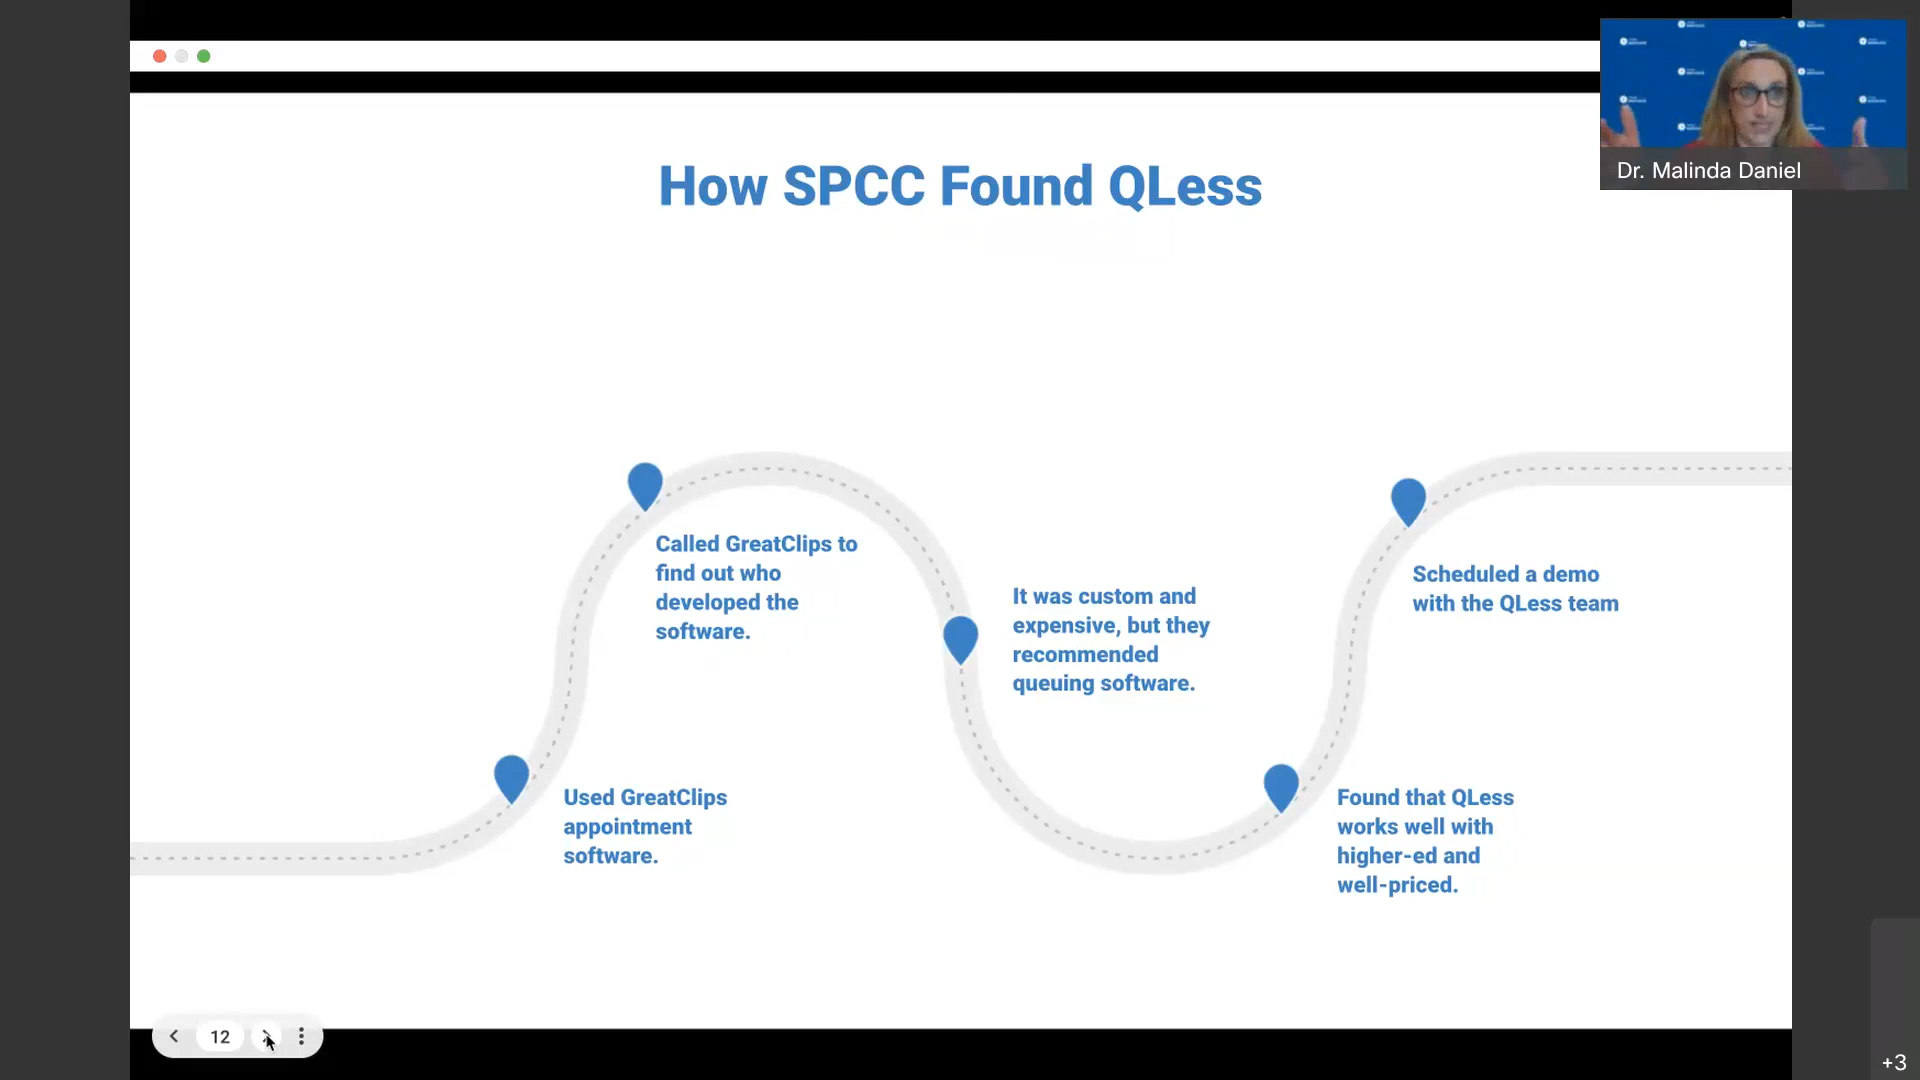 How SPCC Found QLess
Dr. Malinda Daniel
Called GreatClips to
find out who
developed the
software.
It was custom and
expensive, but they
recommended
queuing software.
Scheduled a demo
with the QLess team
Used GreatClips
appointment
software.
Found that QLess
works well with
higher-ed and
well-priced.
12
+3